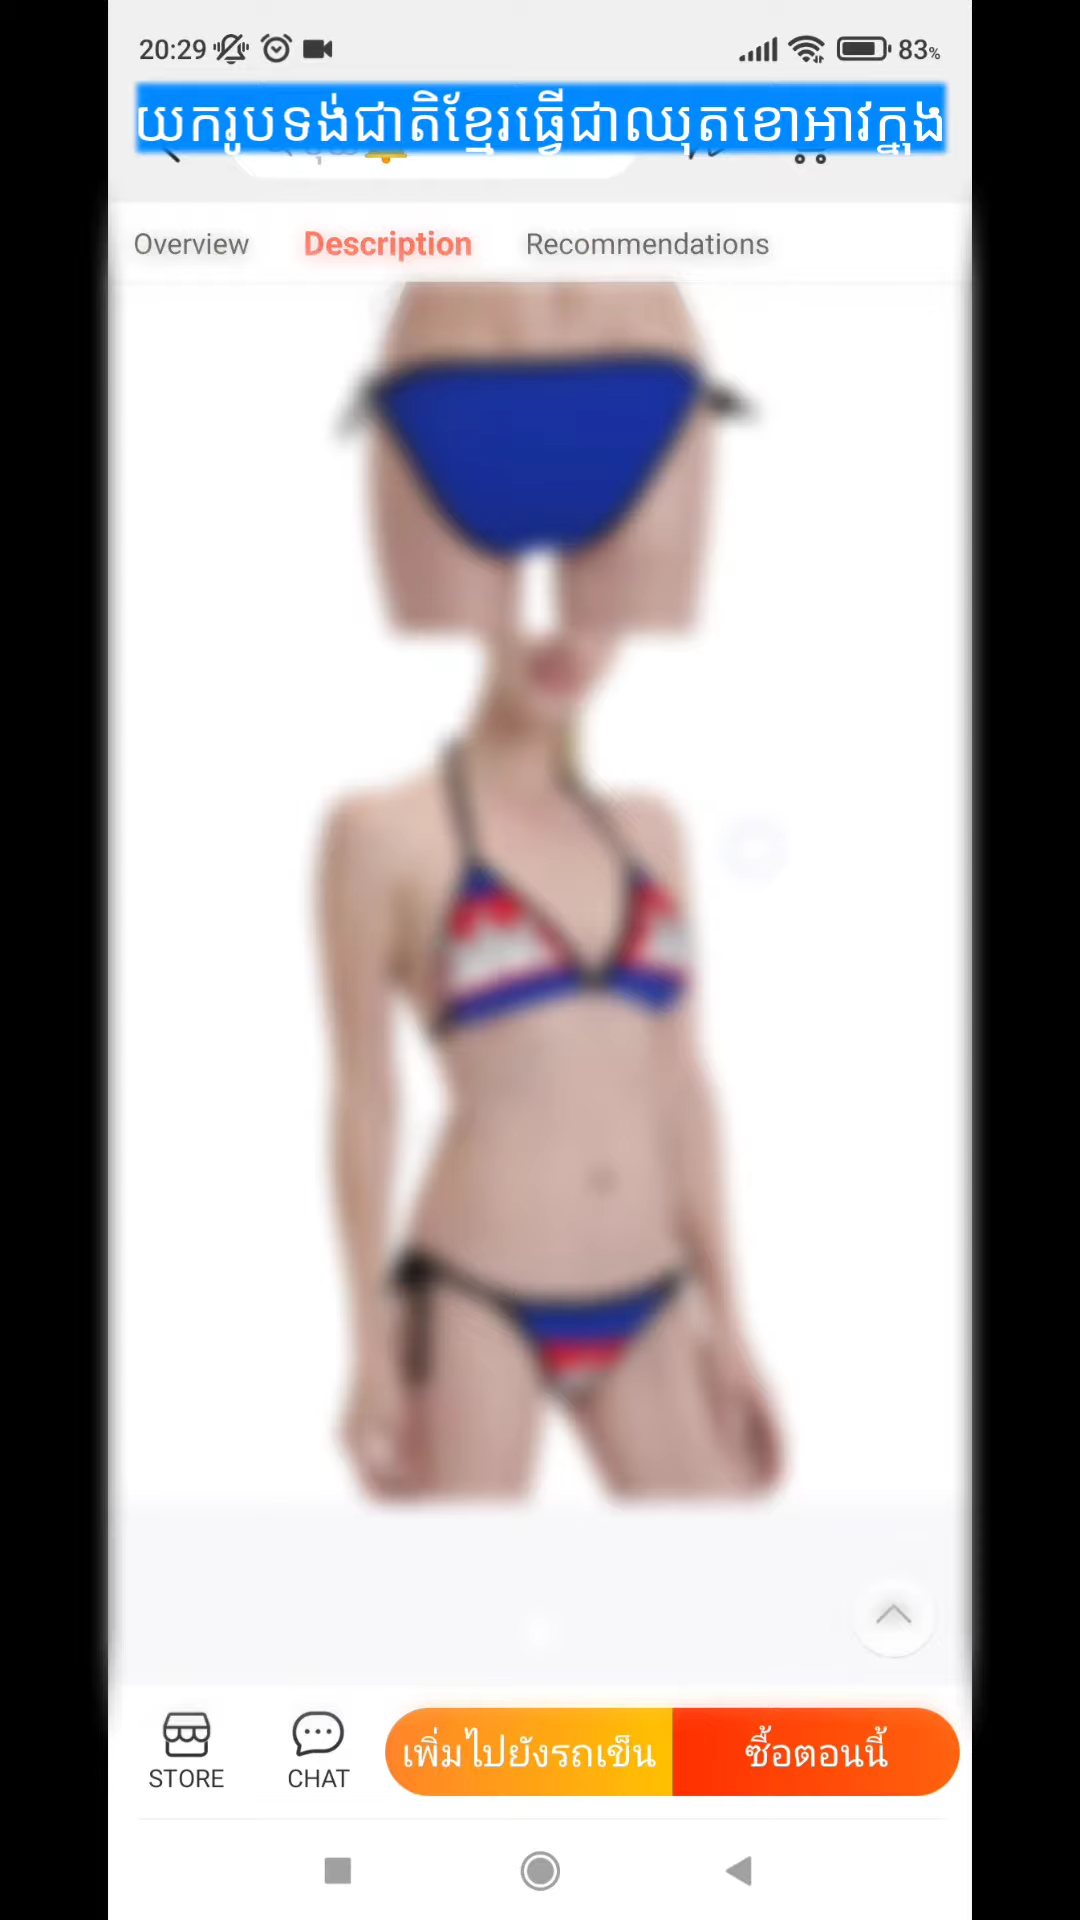 20:29
83%
យករូបទង់ជាតិខ្មែរធ្វើជាឈុតខោអាវក្នុង
Overview Description Recommendations
STORE CHAT เพิ่มไปยังรถเข็น ซื้อตอนนี้